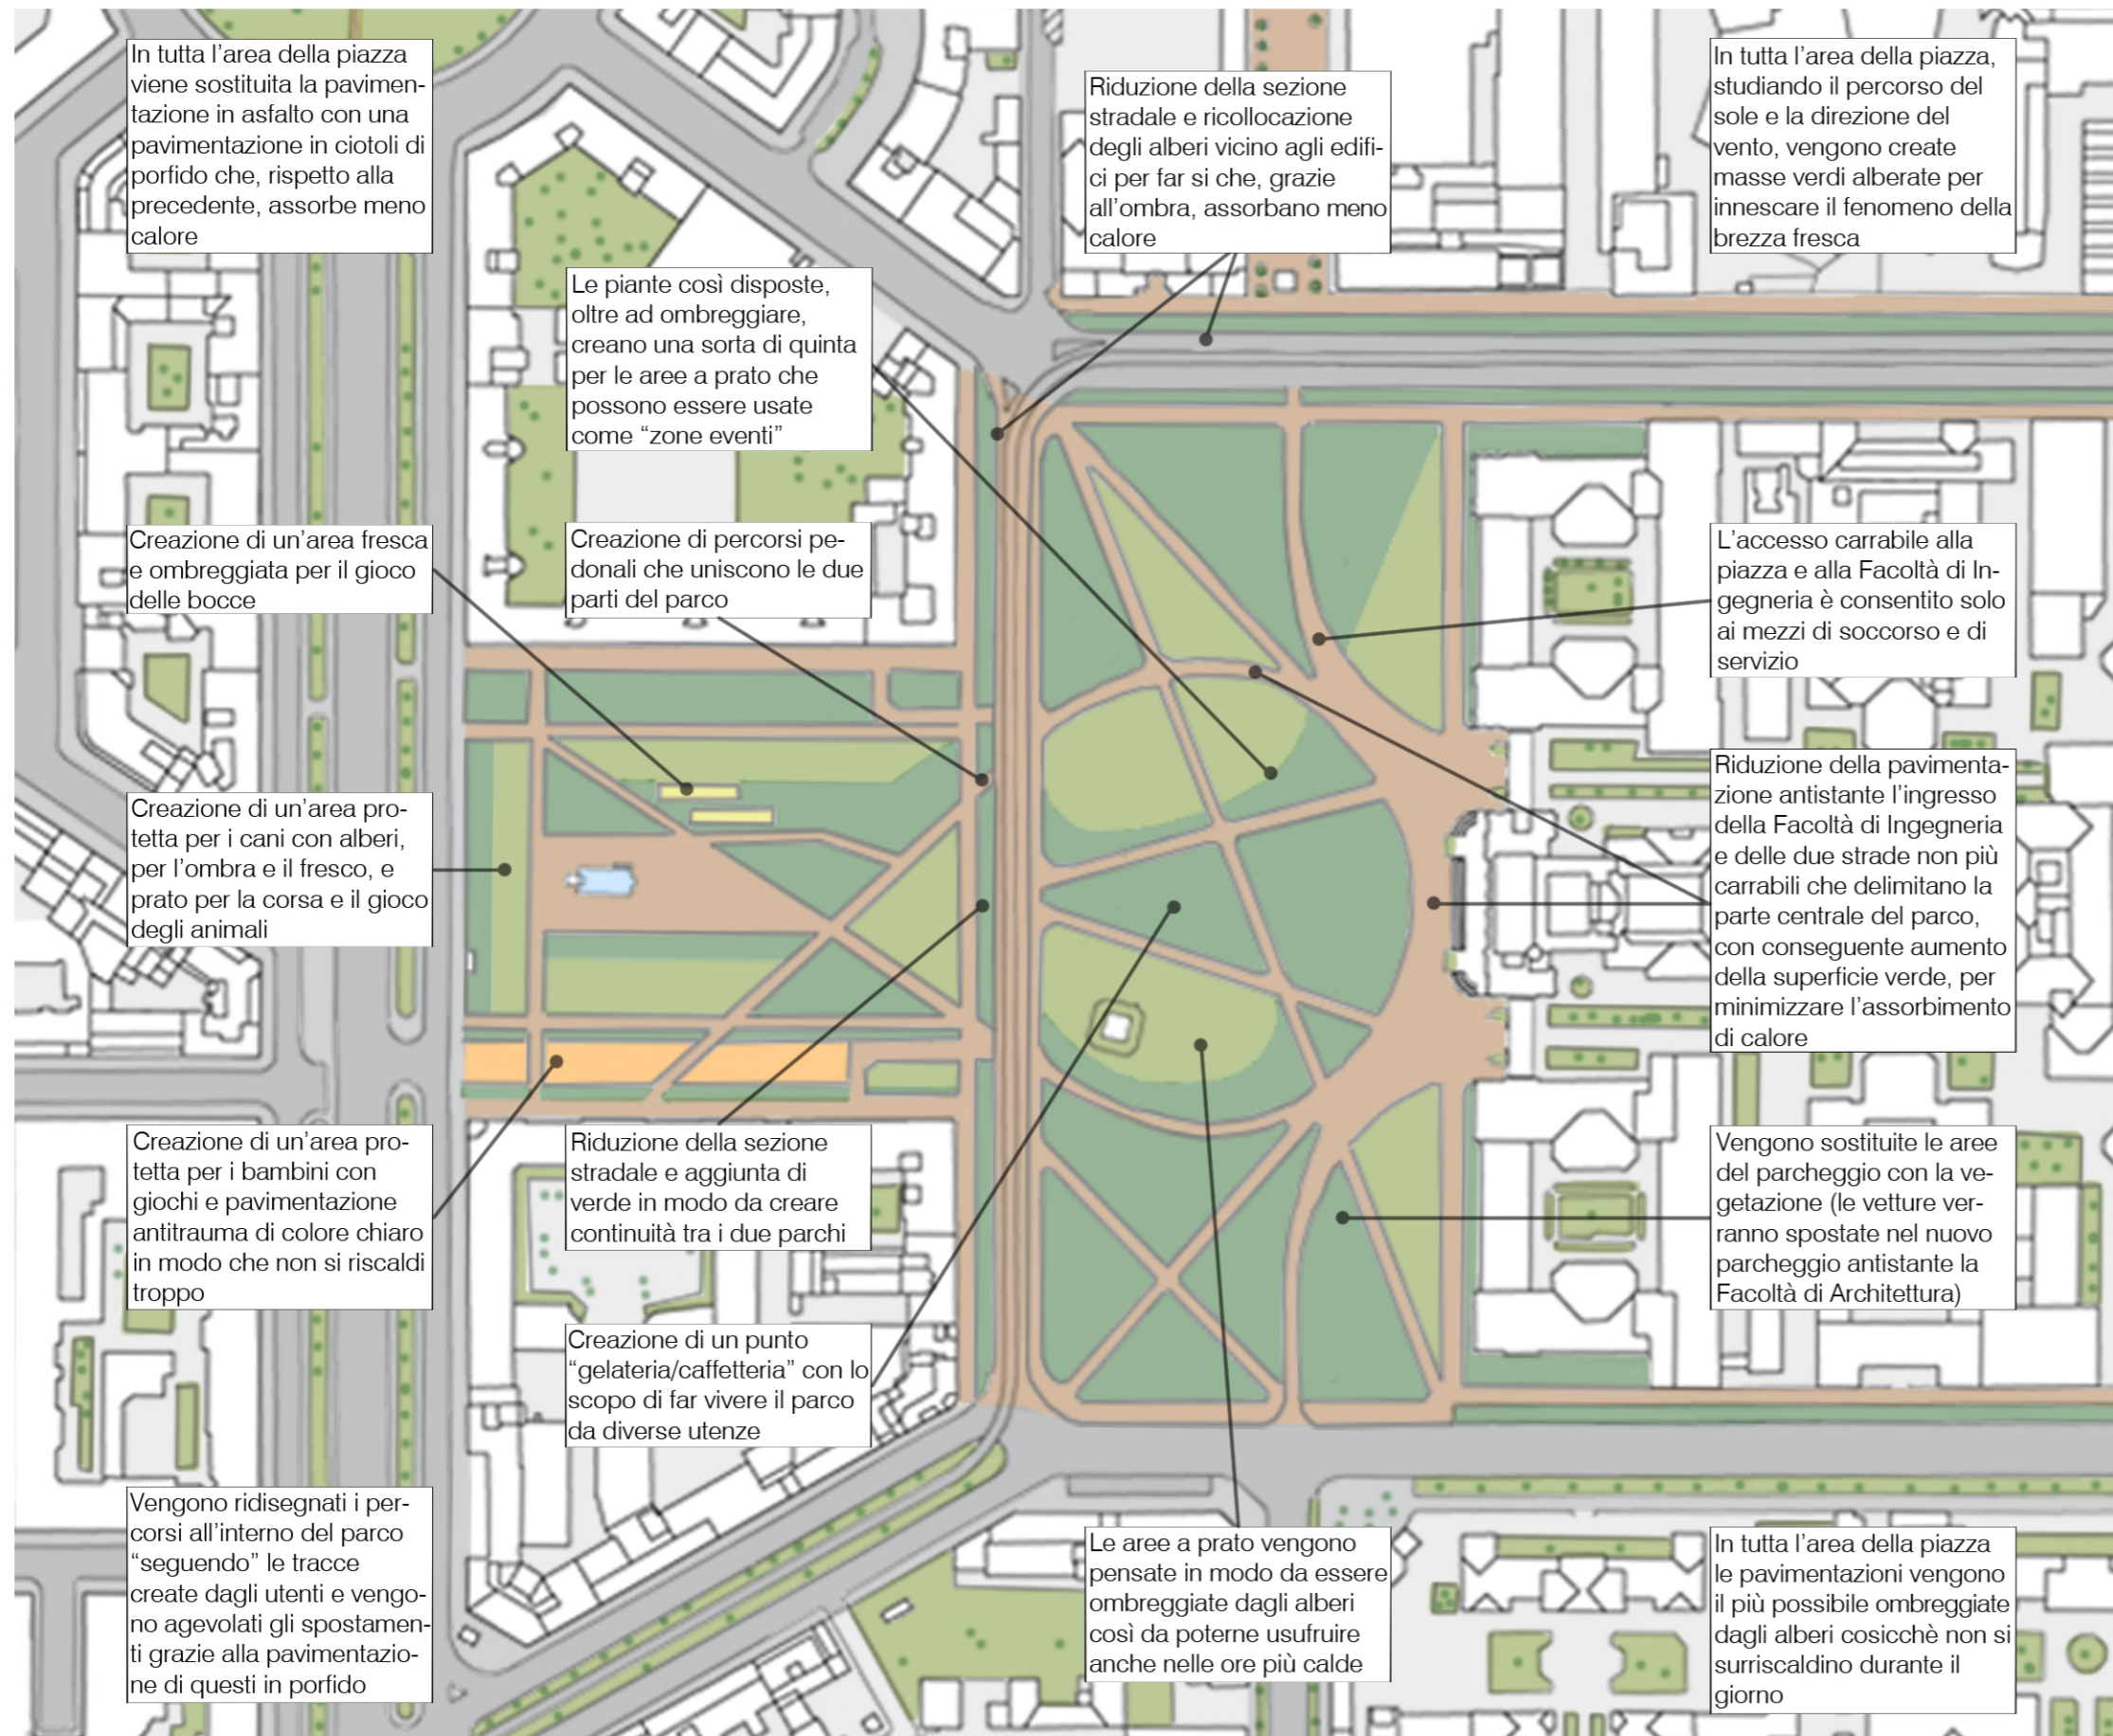 In tutta l'area della piazza
viene sostituita la pavimen-
tazione in asfalto con una
pavimentazione in ciotoli di
porfido che, rispetto alla
precedente, assorbe meno
calore
Riduzione della sezione
stradale e ricollocazione
degli alberi vicino agli edifi-
ci per far si che, grazie
all'ombra, assorbano meno
calore
In tutta l'area della piazza,
studiando il percorso del
sole e la direzione del
vento, vengono create
masse verdi alberate per
innescare il fenomeno della
brezza fresca
Le piante così disposte,
oltre ad ombreggiare,
creano una sorta di quinta
per le aree a prato che
possono essere usate
come “zone eventi”
Creazione di un'area fresca
e ombreggiata per il gioco
delle bocce
Creazione di percorsi pe-
donali che uniscono le due
parti del parco
L'accesso carrabile alla
piazza e alla Facoltà di In-
gegneria è consentito solo
ai mezzi di soccorso e di
servizio
Creazione di un'area pro-
tetta per i cani con alberi,
per l'ombra e il fresco, e
prato per la corsa e il gioco
degli animali
Riduzione della pavimenta-
zione antistante l'ingresso
della Facoltà di Ingegneria
e delle due strade non più
carrabili che delimitano la
parte centrale del parco,
con conseguente aumento
della superficie verde, per
minimizzare l'assorbimento
di calore
Creazione di un'area pro-
tetta per i bambini con
giochi e pavimentazione
antitrauma di colore chiaro
in modo che non si riscaldi
troppo
Riduzione della sezione
stradale e aggiunta di
verde in modo da creare
continuità tra i due parchi
Vengono sostituite le aree
del parcheggio con la ve-
getazione (le vetture ver-
ranno spostate nel nuovo
parcheggio antistante la
Facoltà di Architettura)
Creazione di un punto
“gelateria/caffetteria” con lo
scopo di far vivere il parco
da diverse utenze
Vengono ridisegnati i per-
corsi all'interno del parco
“seguendo” le tracce
create dagli utenti e vengo-
no agevolati gli spostamen-
ti grazie alla pavimentazio-
ne di questi in porfido
Le aree a prato vengono
pensate in modo da essere
ombreggiate dagli alberi
così da poterne usufruire
anche nelle ore più calde
In tutta l'area della piazza
le pavimentazioni vengono
il più possibile ombreggiate
dagli alberi cosicchè non si
surriscaldino durante il
giorno